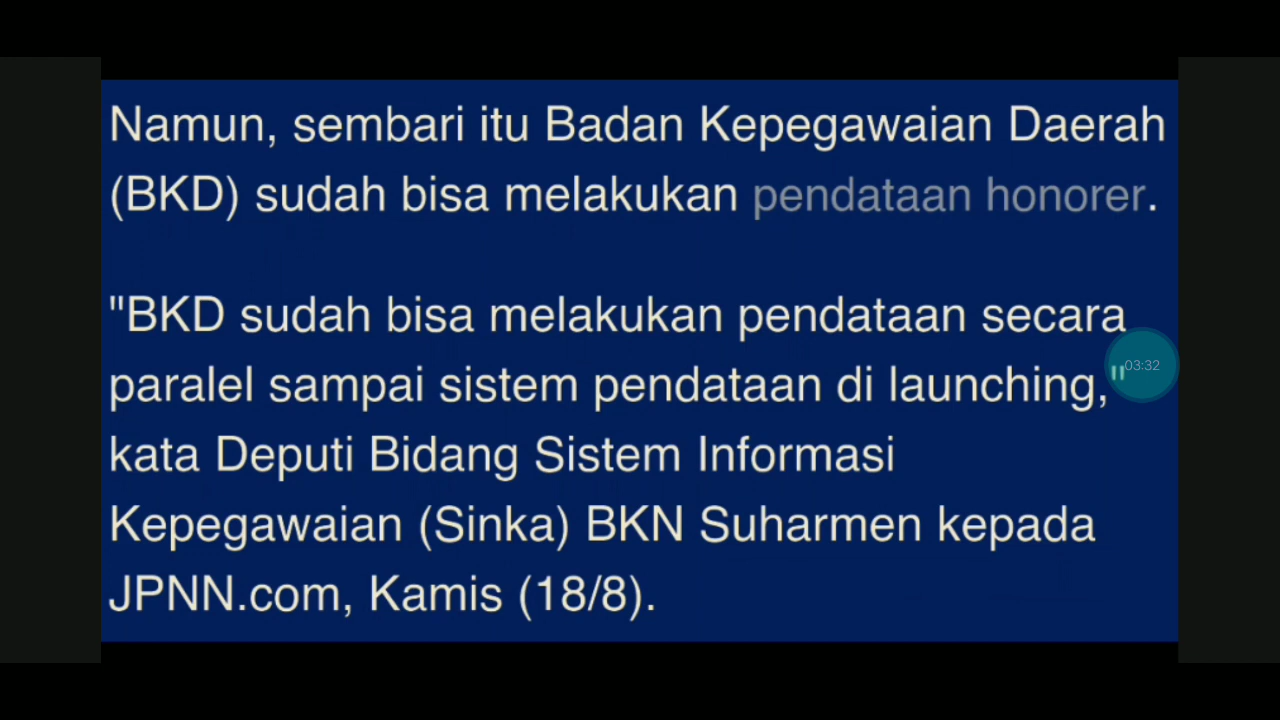 Namun, sembari itu Badan Kepegawaian Daerah
(BKD) sudah bisa melakukan pendataan honorer.
"BKD sudah bisa melakukan pendataan secara
paralel sampai sistem pendataan di launching,"
03:32
kata Deputi Bidang Sistem Informasi
Kepegawaian (Sinka) BKN Suharmen kepada
JPNN.com, Kamis (18/8).